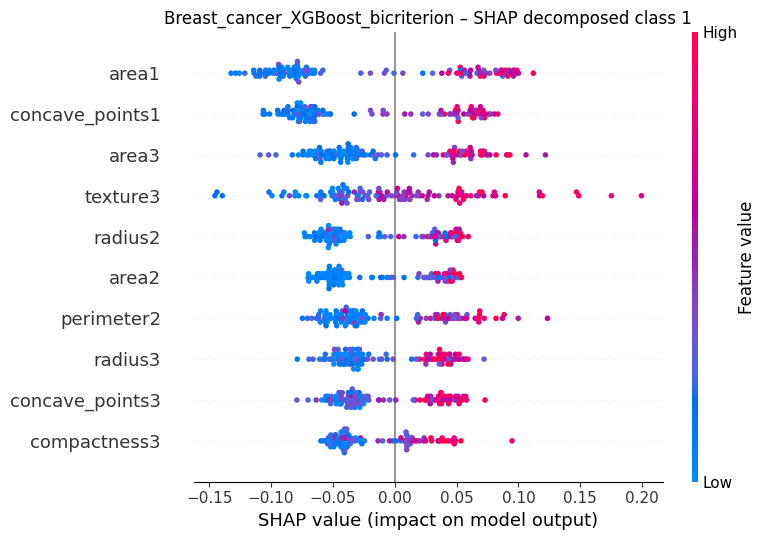 Breast_cancer_XGBoost_bicriterion – SHAP decomposed class 1
High
area1
concave_points1
area3
texture3
radius2
area2
perimeter2
radius3
concave_points3
compactness3
Feature value
Low
−0.15 −0.10 −0.05 0.00 0.05 0.10 0.15 0.20
SHAP value (impact on model output)